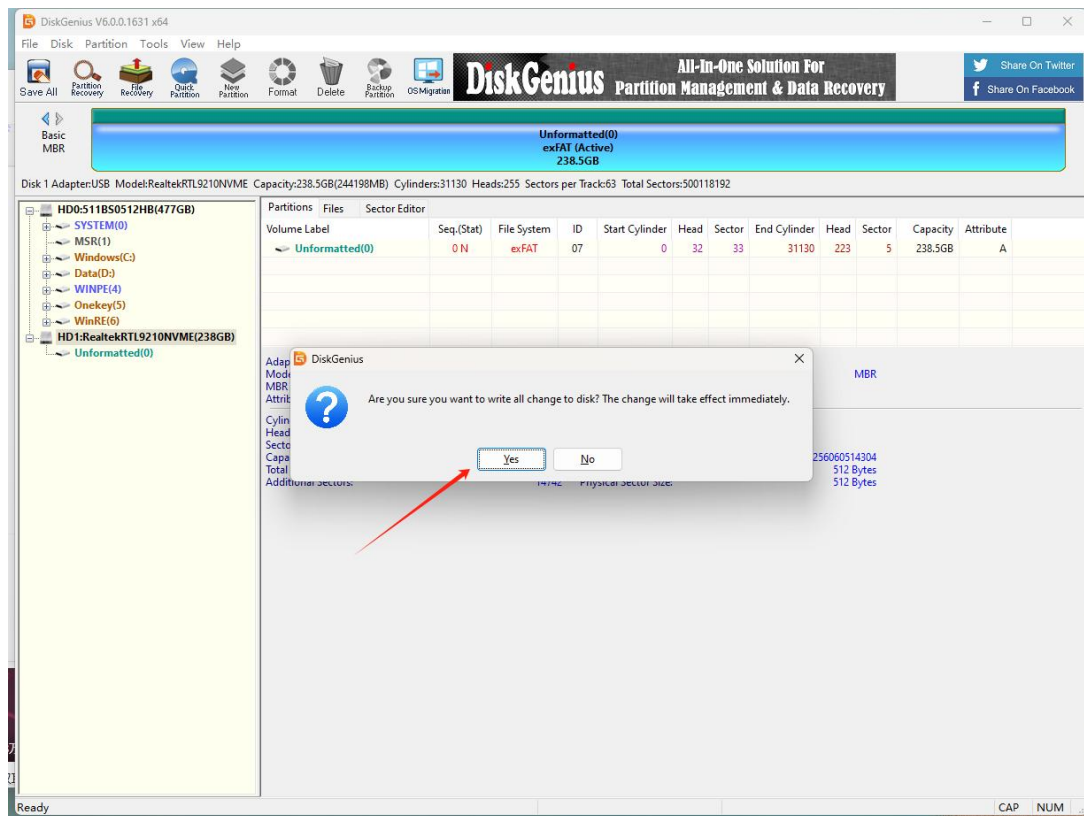 DiskGenius V6.0.0.1631 x64
File Disk Partition Tools View Help
Save All
Partition Recovery
File Recovery
Quick Partition
New Partition
Format
Delete
Backup Partition
OS Migration
DiskGenius
All-In-One Solution For
Partition Management & Data Recovery
Share On Twitter
Share On Facebook
Basic
MBR
Unformatted(0)
exFAT (Active)
238.5GB
Disk 1 Adapter:USB Model:RealtekRTL9210NVME Capacity:238.5GB(244198MB) Cylinders:31130 Heads:255 Sectors per Track:63 Total Sectors:500118192
HD0:511BS0512HB(477GB)
SYSTEM(0)
MSR(1)
Windows(C:)
Data(D:)
WINPE(4)
Onekey(5)
WinRE(6)
HD1:RealtekRTL9210NVME(238GB)
Unformatted(0)
Partitions Files Sector Editor
Volume Label Seq.(Stat) File System ID Start Cylinder Head Sector End Cylinder Head Sector Capacity Attribute
Unformatted(0) 0 N exFAT 07 0 32 33 31130 223 5 238.5GB A
MBR
MBR
256060514304
Total 512 Bytes
Additional Sectors: 14742 Physical Sector Size: 512 Bytes
DiskGenius
Are you sure you want to write all change to disk? The change will take effect immediately.
Yes No
Ready
CAP NUM